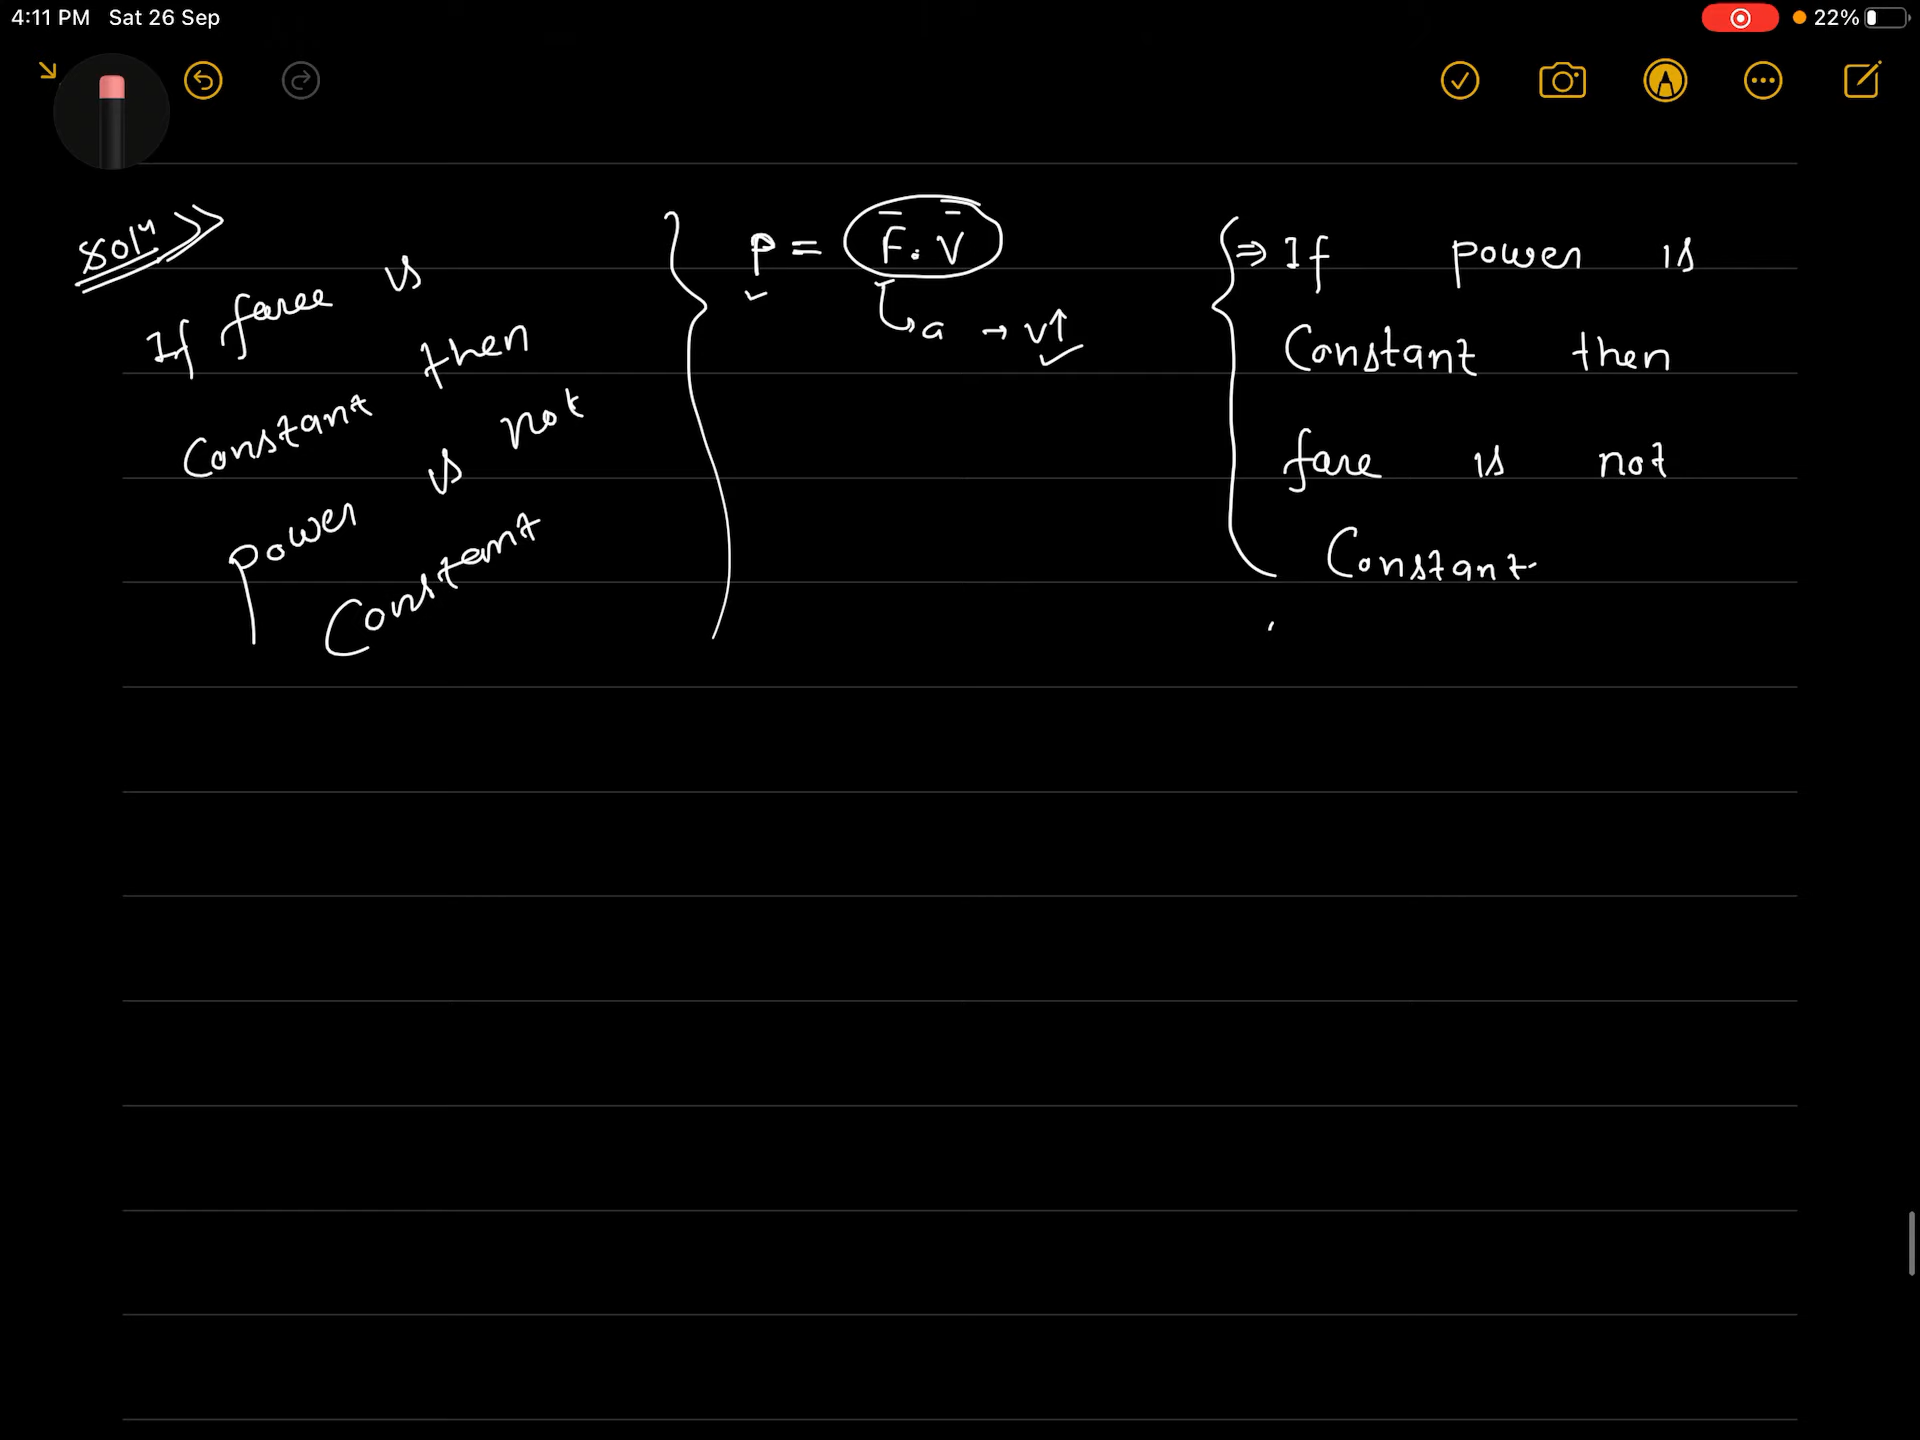 4:11 PM Sat 26 Sep
22%
Soln
If force is
Constant then
power is not
Constant
P = F̅ . V̅
a → v↑
⇒ If power is
Constant then
force is not
Constant